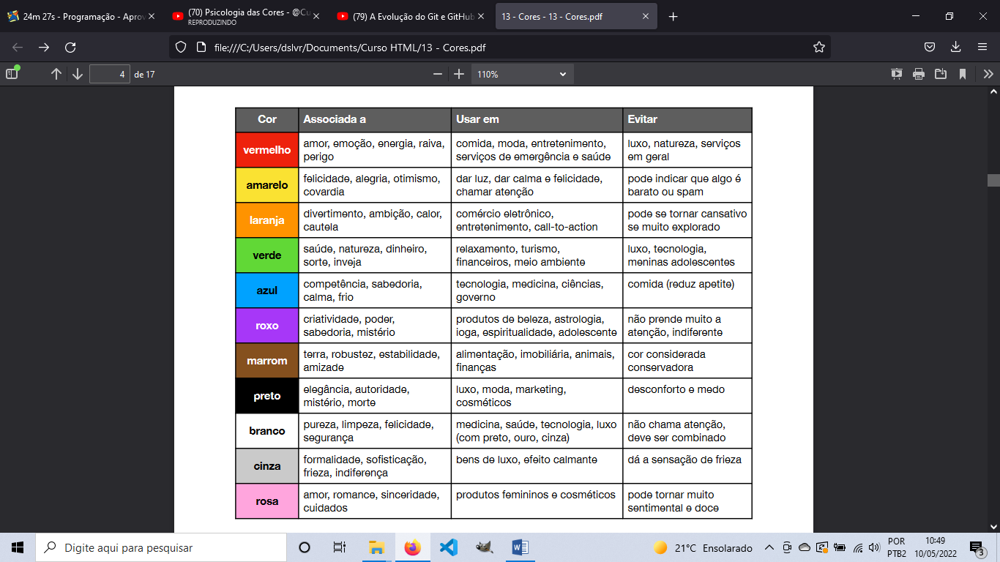 24m 24s - Programação - Aprov
(70) Psicologia das Cores - @Cu
REPRODUZINDO
(79) A Evolução do Git e GitHub
13 - Cores - 13 - Cores.pdf
file:///C:/Users/dslvr/Documents/Curso HTML/13 - Cores.pdf
4 de 17
110%
Cor Associada a Usar em Evitar
vermelho
amor, emoção, energia, raiva,
perigo
comida, moda, entretenimento,
serviços de emergência e saúde
luxo, natureza, serviços
em geral
amarelo
felicidade, alegria, otimismo,
covardia
dar luz, dar calma e felicidade,
chamar atenção
pode indicar que algo é
barato ou spam
laranja
divertimento, ambição, calor,
cautela
comércio eletrônico,
entretenimento, call-to-action
pode se tornar cansativo
se muito explorado
verde
saúde, natureza, dinheiro,
sorte, inveja
relaxamento, turismo,
financeiros, meio ambiente
luxo, tecnologia,
meninas adolescentes
azul
competência, sabedoria,
calma, frio
tecnologia, medicina, ciências,
governo
comida (reduz apetite)
roxo
criatividade, poder,
sabedoria, mistério
produtos de beleza, astrologia,
ioga, espiritualidade, adolescente
não prende muito a
atenção, indiferente
marrom
terra, robustez, estabilidade,
amizade
alimentação, imobiliária, animais,
finanças
cor considerada
conservadora
preto
elegância, autoridade,
mistério, morte
luxo, moda, marketing,
cosméticos
desconforto e medo
branco
pureza, limpeza, felicidade,
segurança
medicina, saúde, tecnologia, luxo
(com preto, ouro, cinza)
não chama atenção,
deve ser combinado
cinza
formalidade, sofisticação,
frieza, indiferença
bens de luxo, efeito calmante
dá a sensação de frieza
rosa
amor, romance, sinceridade,
cuidados
produtos femininos e cosméticos
pode tornar muito
sentimental e doce
Digite aqui para pesquisar
21°C Ensolarado
POR
PTB2
10:49
10/05/2022
3